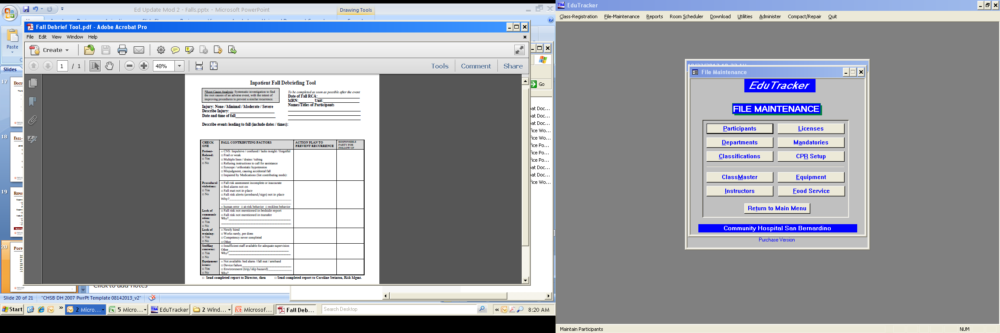 Ed Update Mod 2 - Falls.pptx - Microsoft PowerPoint
Drawing Tools
Paste
Slides
17
18
19
20
Fall Debrief Tool.pdf - Adobe Acrobat Pro
File Edit View Window Help
Create
1 / 1
48%
Tools Comment Share
Inpatient Fall Debriefing Tool
*Root Cause Analysis: Systematic investigation to find
the root causes of an adverse event, with the intent of
improving procedures to prevent a similar recurrence.
To be completed as soon as possible after the event
Date of Fall RCA:
MRN: Unit:
Names/Titles of Participants
Injury: None / Minimal / Moderate / Severe
Describe Injury:
Date and time of fall
Describe events leading to fall (include dates / times):
CHECK ONE
FALL CONTRIBUTING FACTORS
ACTION PLAN TO PREVENT RECURRENCE
RESPONSIBLE PARTY FOR FOLLOW UP
Patient-Related:
□ Yes
□ No
□ CNS: Impulsive / confused / lacks insight / forgetful
□ Frail or weak
□ Multiple lines / drains / tubing
□ Refusing instructions to call for assistance
□ Syncope / orthostatic hypotension
□ Misjudgment, causing accidental fall
□ Impaired by Medications (list contributing meds):
Procedural violations:
□ Yes
□ No
□ Fall risk assessment incomplete or inaccurate
□ Bed alarm not on
□ Fall mat not in place
□ Fall risk alerts (armband/sign) not in place
Why?
□ human error □ at-risk behavior □ reckless behavior
Lack of communication:
□ Yes
□ No
□ Fall risk not mentioned in bedside report
□ Fall risk not mentioned in transfer
Why?
Lack of training:
□ Yes
□ No
□ Newly hired
□ Works rarely, per diem
□ Competency never completed
□ Other
Staffing concerns:
□ Yes
□ No
□ Insufficient staff available for adequate supervision
Other
Why?
Equipment issues:
□ Yes
□ No
□ Not available: bed alarm / fall mat / armband
□ Device failure
□ Environment (trip/slip hazard)
Why?
□ Send completed report to Director, then □ Send completed report to Caroline Swinton, Risk Mgmt.
Go
bat Doc...
bat Doc...
bat Doc...
fice Wo...
fice Wo...
fice Po...
fice Po...
fice Po...
bat Doc...
bat Doc...
fice Wo...
Click to add notes
Slide 20 of 21
"CHSB DH 2007 PwrPt Template 08142013_v2"
Start
2 Micro...
5 Micro...
EduTracker
2 Wind...
Microsof...
Fall Deb...
Search Desktop
8:20 AM
EduTracker
Class-Registration File-Maintenance Reports Room Scheduler Download Utilities Administer Compact/Repair Quit
File Maintenance
EduTracker
FILE MAINTENANCE
Participants Licenses
Departments Mandatories
Classifications CPR Setup
ClassMaster Equipment
Instructors Food Service
Return to Main Menu
Community Hospital San Bernardino
Purchase Version
Maintain Participants
NUM